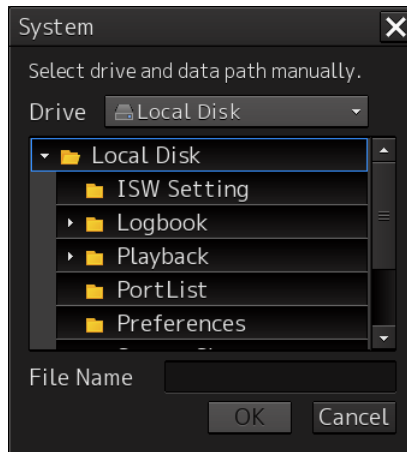 System
Select drive and data path manually.
Drive Local Disk
Local Disk
ISW Setting
Logbook
Playback
PortList
Preferences
File Name
OK Cancel